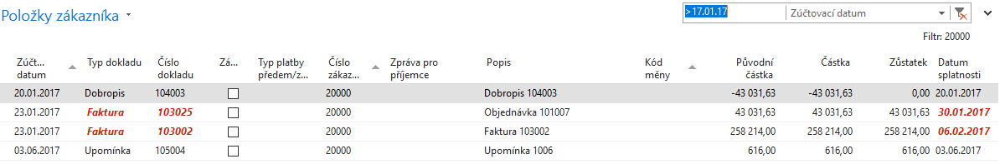 Položky zákazníka
>17.01.17 Zúčtovací datum
Filtr: 20000
Zúčt... datum Typ dokladu Číslo dokladu Zá... Typ platby předem/z... Číslo zákaz... Zpráva pro příjemce Popis Kód měny Původní částka Částka Zůstatek Datum splatnosti
20.01.2017 Dobropis 104003 20000 Dobropis 104003 -43 031,63 -43 031,63 0,00 20.01.2017
23.01.2017 Faktura 103025 20000 Objednávka 101007 43 031,63 43 031,63 43 031,63 30.01.2017
23.01.2017 Faktura 103002 20000 Faktura 103002 258 214,00 258 214,00 258 214,00 06.02.2017
03.06.2017 Upomínka 105004 20000 Upomínka 1006 616,00 616,00 616,00 03.06.2017